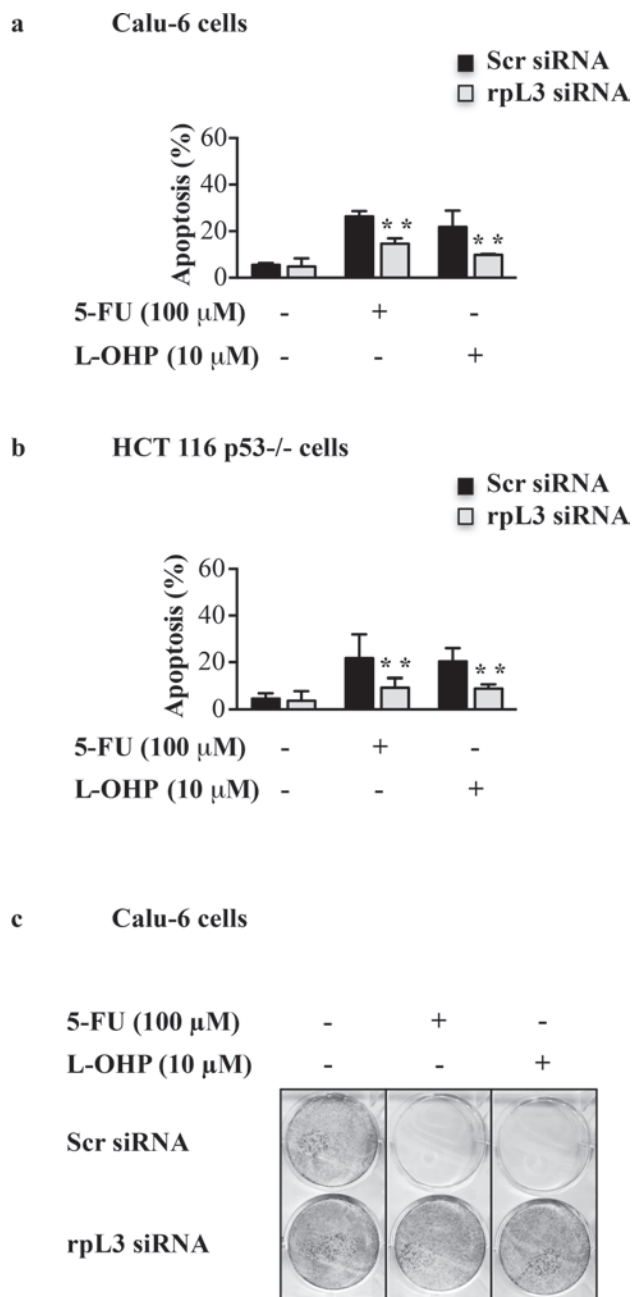 a Calu-6 cells
Scr siRNA
rpL3 siRNA
Apoptosis (%)
60
40
20
0
* *
* *
5-FU (100 μM) - + -
L-OHP (10 μM) - - +
b HCT 116 p53-/- cells
Scr siRNA
rpL3 siRNA
Apoptosis (%)
60
40
20
0
* *
* *
5-FU (100 μM) - + -
L-OHP (10 μM) - - +
c Calu-6 cells
5-FU (100 μM) - + -
L-OHP (10 μM) - - +
Scr siRNA
rpL3 siRNA